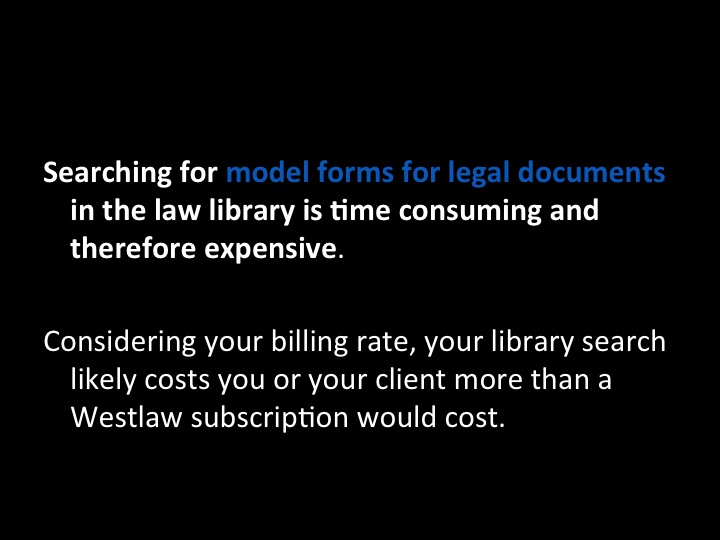 Searching for model forms for legal documents
in the law library is time consuming and
therefore expensive.
Considering your billing rate, your library search
likely costs you or your client more than a
Westlaw subscription would cost.